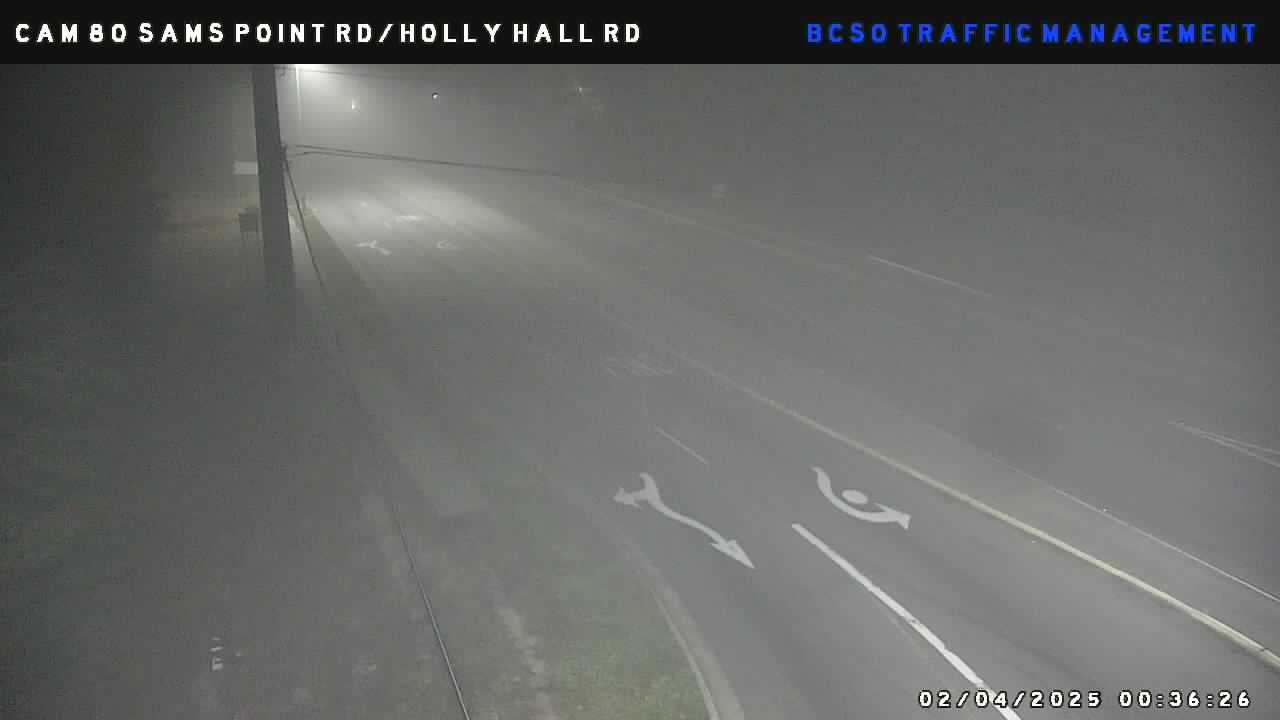 CAM 80 SAMS POINT RD/HOLLY HALL RD
BCSO TRAFFIC MANAGEMENT
02/04/2025 00:36:26